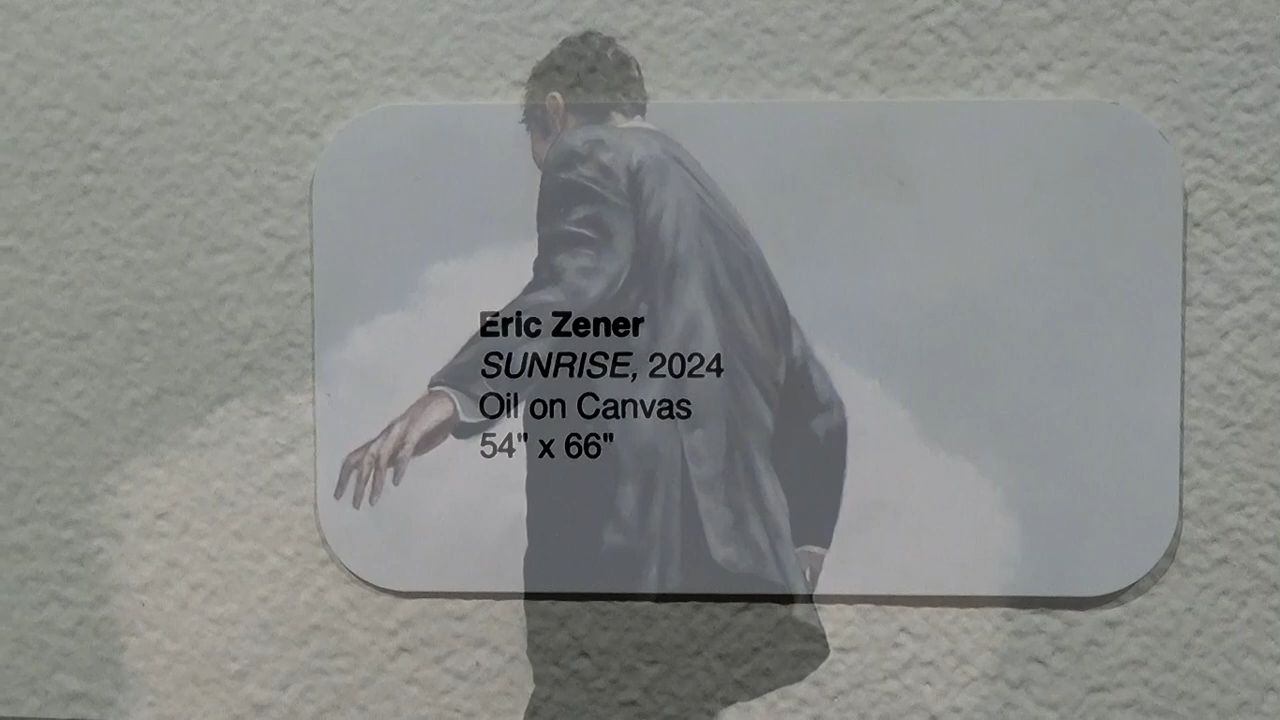 Eric Zener
SUNRISE, 2024
Oil on Canvas
54" x 66"